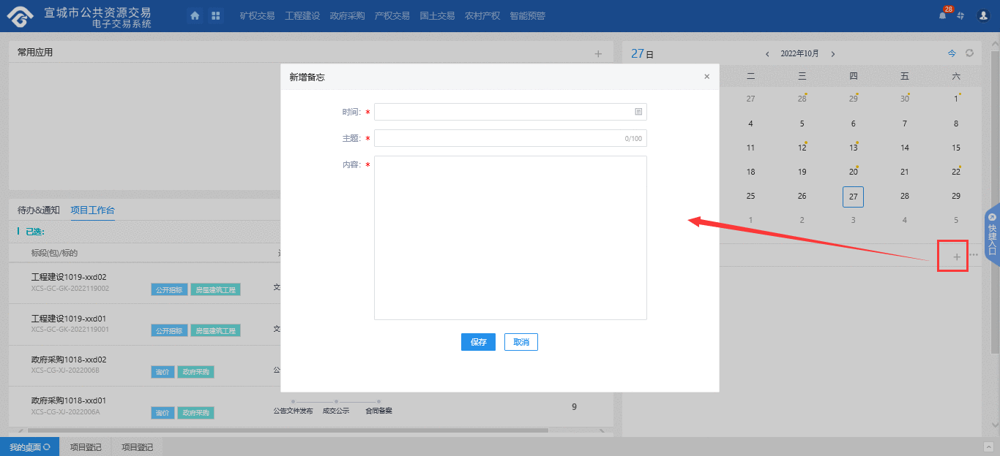 宣城市公共资源交易
电子交易系统
矿权交易 工程建设 政府采购 产权交易 国土交易 农村产权 智能预警
28
常用应用
27日
2022年10月
今
二 三 四 五 六
27 28 29 30 1
4 5 6 7 8
11 12 13 14 15
18 19 20 21 22
25 26 27 28 29
1 2 3 4 5
新增备忘
时间: *
主题: * 0/100
内容: *
保存 取消
待办&通知 项目工作台
已选:
标段(包)/标的
工程建设1019-xxd02
XCS-GC-GK-2022119002
公开招标 房屋建筑工程
文
工程建设1019-xxd01
XCS-GC-GK-2022119001
公开招标 房屋建筑工程
文
政府采购1018-xxd02
XCS-CG-XJ-2022006B
询价 政府采购
公
政府采购1018-xxd01
XCS-CG-XJ-2022006A
询价 政府采购
公告文件发布 成交公示 合同备案
9
快捷入口
我的桌面 项目登记 项目登记